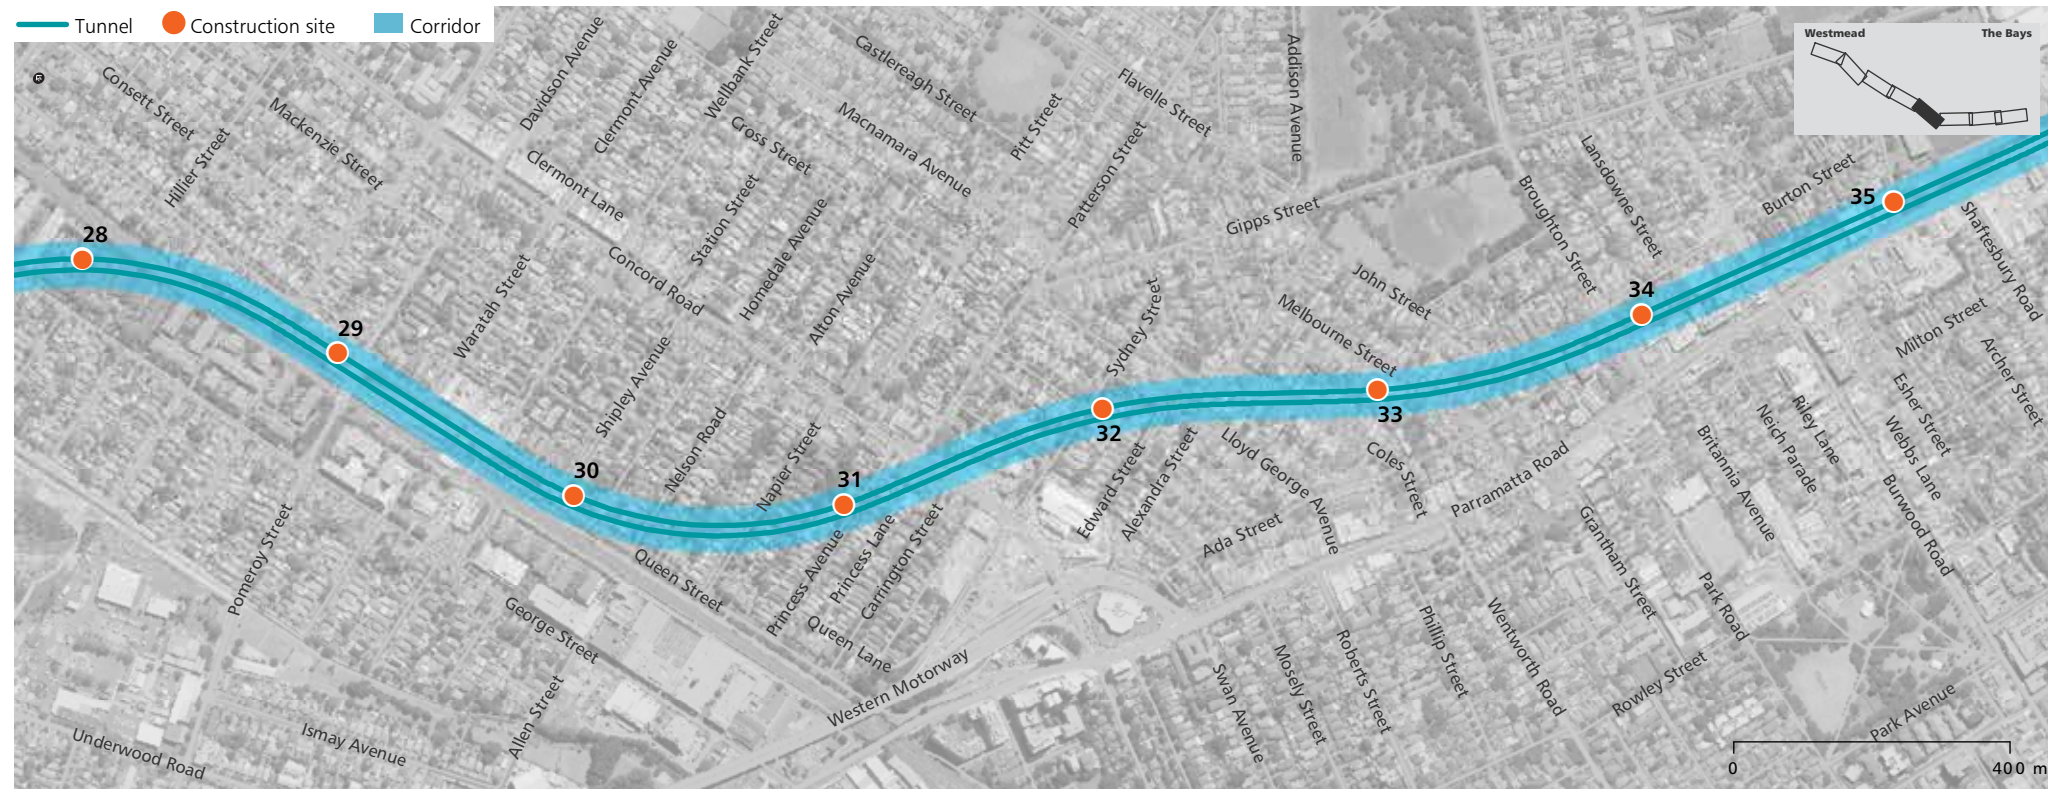 Tunnel
Construction site
Corridor
Westmead
The Bays
Consett Street
Hillier Street
Mackenzie Street
Davidson Avenue
Clermont Avenue
Wellbank Street
Cross Street
Clermont Lane
Castlereagh Street
Macnamara Avenue
Pitt Street
Flavelle Street
Patterson Street
Addison Avenue
Gipps Street
Lansdowne Street
Broughton Street
Burton Street
Shaftesbury Road
Station Street
Homedale Avenue
Alton Avenue
Concord Road
Waratah Street
Shipley Avenue
Nelson Road
Napier Street
Sydney Street
John Street
Melbourne Street
Milton Street
Archer Street
Esher Street
Webbs Lane
Riley Lane
Neich Parade
Britannia Avenue
Burwood Road
28
29
30
31
32
33
34
35
Edward Street
Alexandra Street
Lloyd George Avenue
Ada Street
Coles Street
Parramatta Road
Grantham Street
Park Road
Pomeroy Street
Queen Street
George Street
Princess Avenue
Princess Lane
Carrington Street
Queen Lane
Western Motorway
Allen Street
Ismay Avenue
Underwood Road
Swan Avenue
Mosely Street
Roberts Street
Phillip Street
Wentworth Road
Rowley Street
Park Avenue
0
400 m